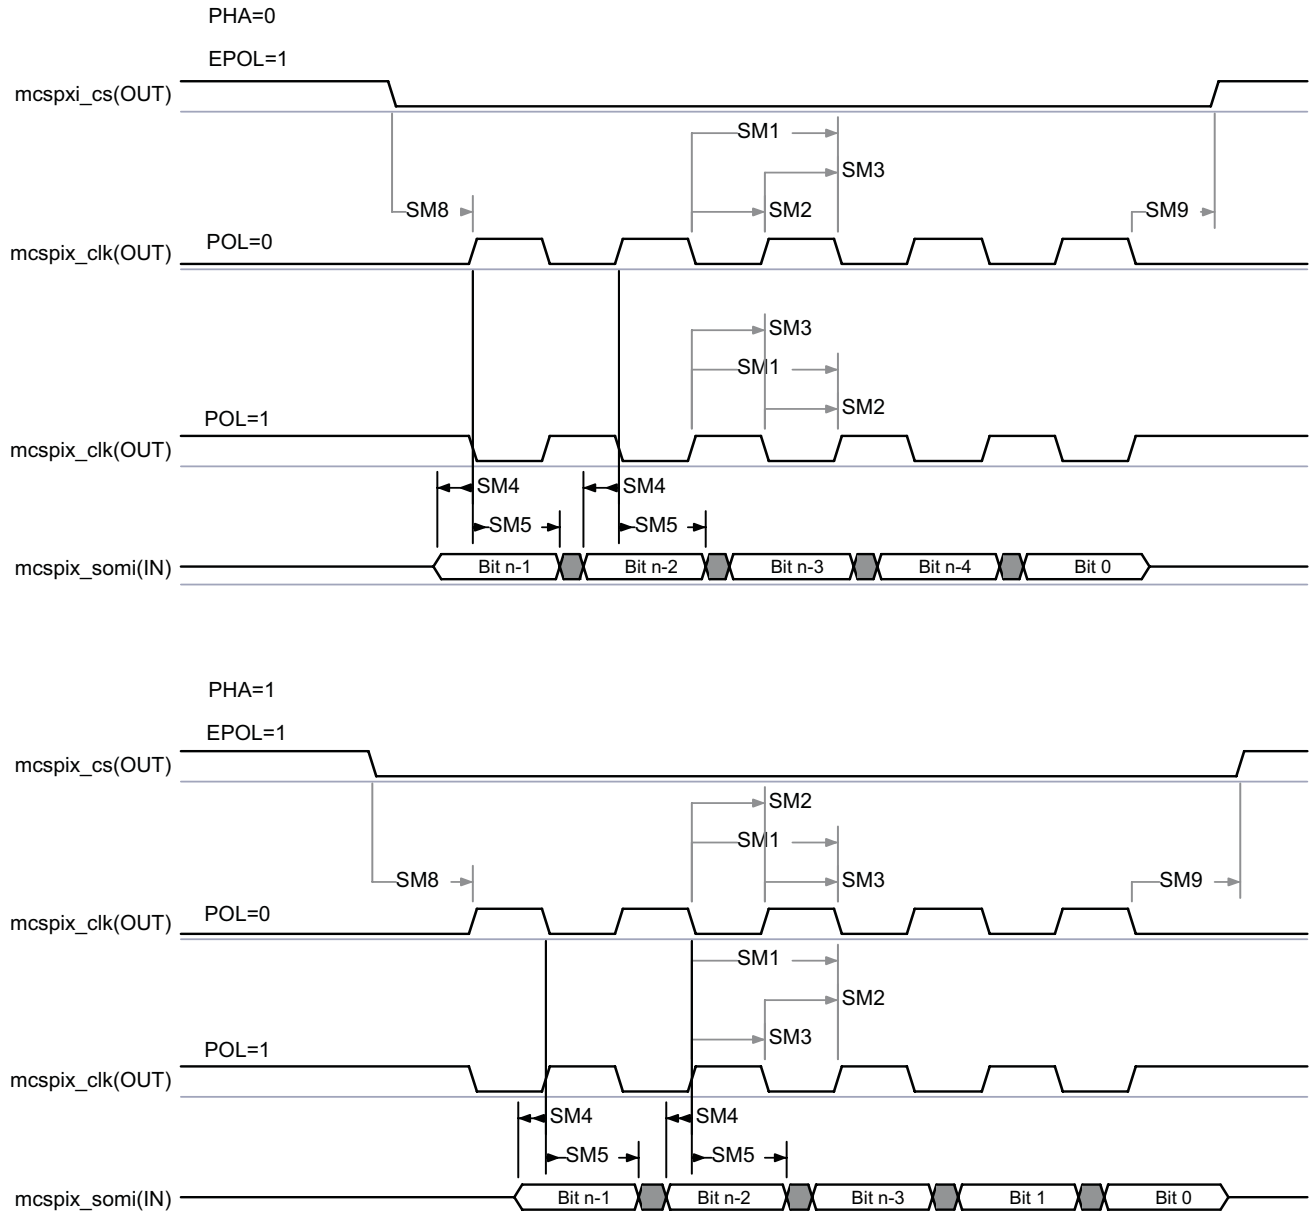 PHA=0
EPOL=1
mcspxi_cs(OUT)
SM1
SM3
SM8
SM2
SM9
POL=0
mcspix_clk(OUT)
SM3
SM1
SM2
POL=1
mcspix_clk(OUT)
SM4
SM4
SM5
SM5
mcspix_somi(IN)
Bit n-1
Bit n-2
Bit n-3
Bit n-4
Bit 0
PHA=1
EPOL=1
mcspix_cs(OUT)
SM2
SM1
SM8
SM3
SM9
POL=0
mcspix_clk(OUT)
SM1
SM2
SM3
POL=1
mcspix_clk(OUT)
SM4
SM4
SM5
SM5
mcspix_somi(IN)
Bit n-1
Bit n-2
Bit n-3
Bit 1
Bit 0